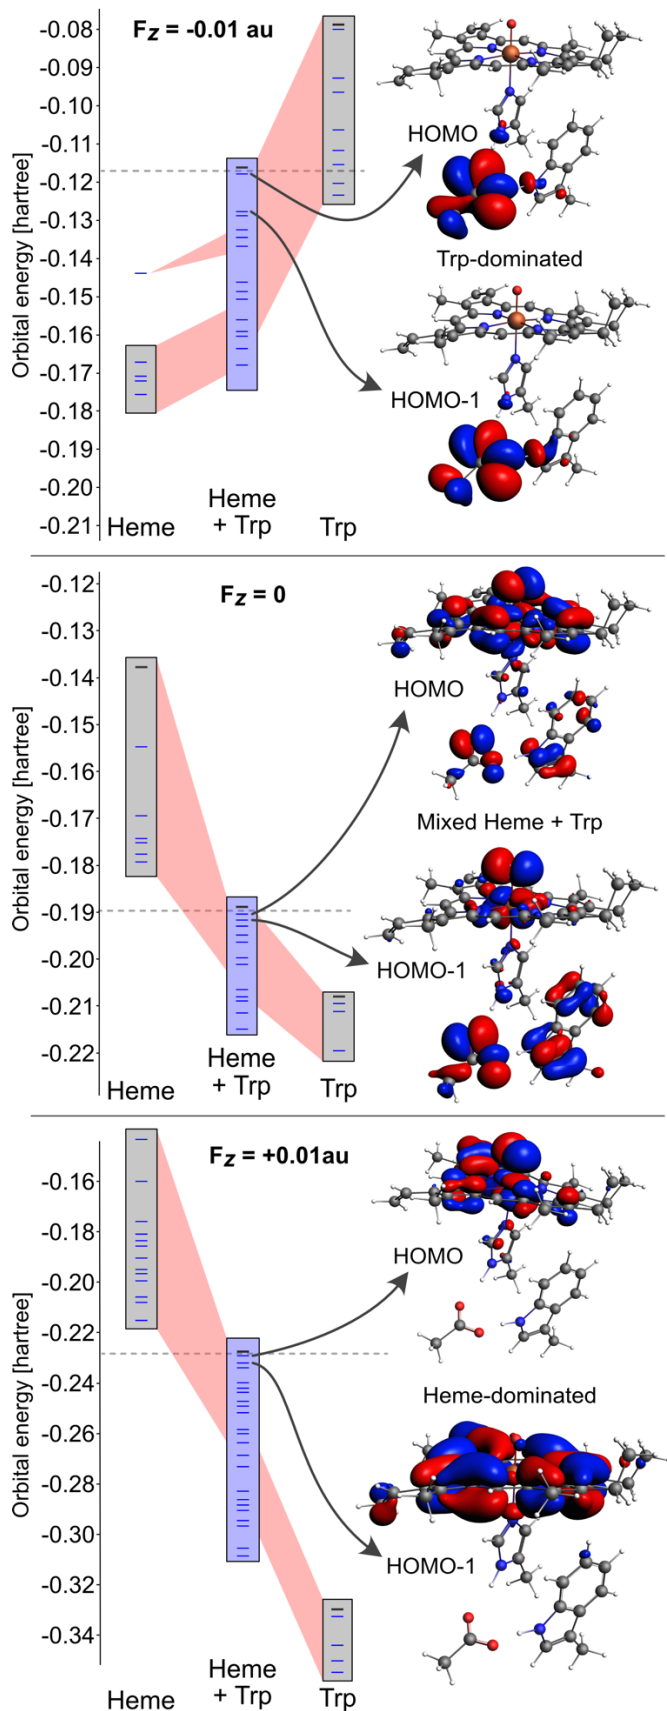 Fz = -0.01 au
-0.08
-0.09
-0.10
-0.11
-0.12
-0.13
-0.14
-0.15
-0.16
-0.17
-0.18
-0.19
-0.20
-0.21
Orbital energy [hartree]
HOMO
Trp-dominated
HOMO-1
Heme
Heme
+ Trp
Trp
Fz = 0
-0.12
-0.13
-0.14
-0.15
-0.16
-0.17
-0.18
-0.19
-0.20
-0.21
-0.22
Orbital energy [hartree]
HOMO
Mixed Heme + Trp
HOMO-1
Heme
Heme
+ Trp
Trp
Fz = +0.01au
-0.16
-0.18
-0.20
-0.22
-0.24
-0.26
-0.28
-0.30
-0.32
-0.34
Orbital energy [hartree]
HOMO
Heme-dominated
HOMO-1
Heme
Heme
+ Trp
Trp